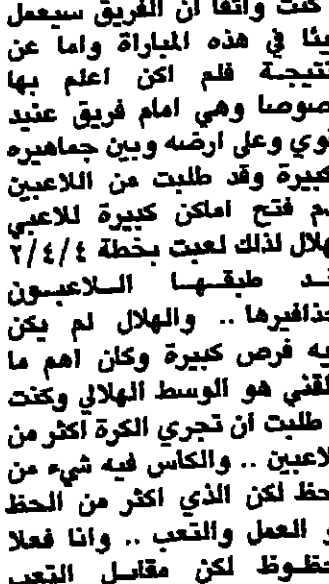 كنت واثقا ان الفريق سيعمل
يئا في هذه المباراة واما عن
نتيجة فلم اكن اعلم بها
صوصا وهي امام فريق عنيد
وي وعلى ارضه وبين جماهيره
كبيرة وقد طلبت من اللاعبين
م فتح اماكن كبيرة للاعبي
هلال لذلك لعبت بخطة ٢/٤/٤
ـد طبقـهـا الـلاعبـون
حذافيرها .. والهلال لم يكن
يه فرص كبيرة وكان اهم ما
لقني هو الوسط الهلالي وكنت
طلبت ان تجري الكرة اكثر من
لاعبين .. والكاس فيه شيء من
حظ لكن الذي اكثر من الحظ
و العمل والتعب .. وانا فعلا
حظوظ لكن مقابـل التعب